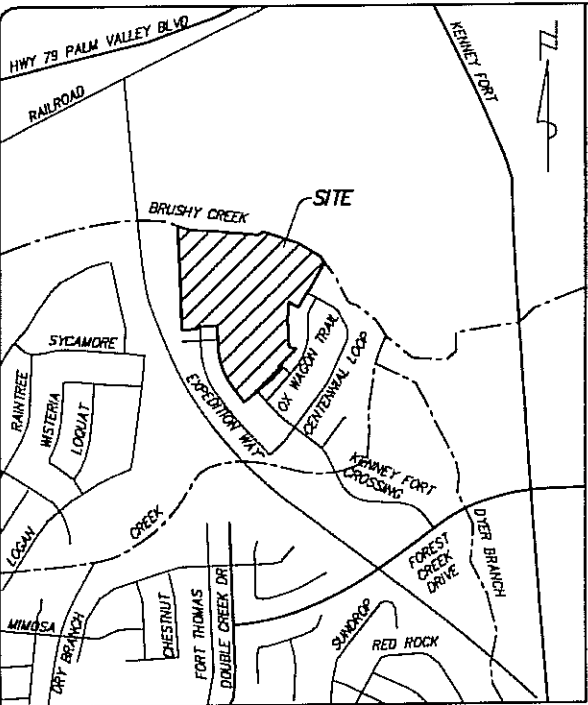 HWY 79 PALM VALLEY BLVD
RAILROAD
KENNEY FORT
N
BRUSHY CREEK
SITE
SYCAMORE
RAINTREE
WISTERIA
LOQUAT
EXPEDITION WAY
OX WAGON TRAIL
CENTENNIAL LOOP
KENNEY FORT
CROSSING
LOGAN
CREEK
FOREST
CREEK
DRIVE
DYER BRANCH
MIMOSA
DRY BRANCH
CHESTNUT
FORT THOMAS
DOUBLE CREEK DR
SUNDROP
RED ROCK